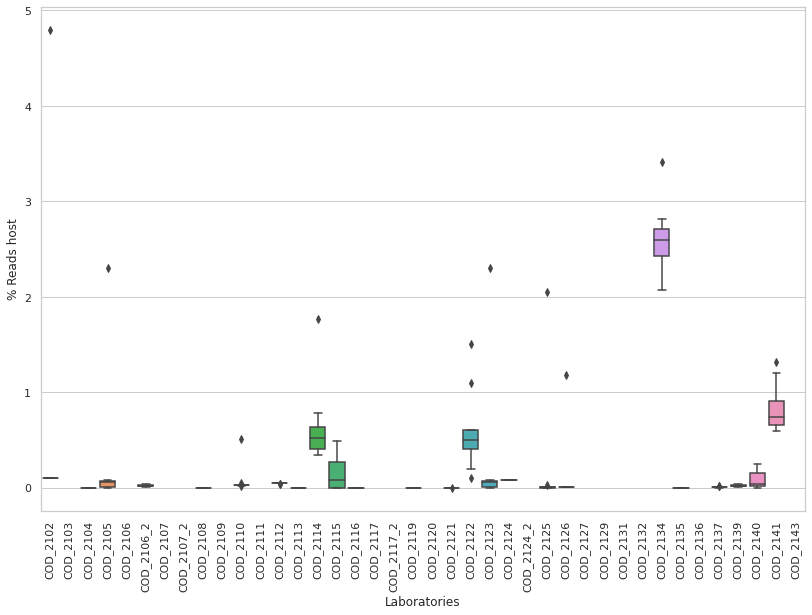 5
4
3
2
1
0
% Reads host
COD_2102
COD_2103
COD_2104
COD_2105
COD_2106
COD_2106_2
COD_2107
COD_2107_2
COD_2108
COD_2109
COD_2110
COD_2111
COD_2112
COD_2113
COD_2114
COD_2115
COD_2116
COD_2117
COD_2117_2
COD_2119
COD_2120
COD_2121
COD_2122
COD_2123
COD_2124
COD_2124_2
COD_2125
COD_2126
COD_2127
COD_2129
COD_2131
COD_2132
COD_2134
COD_2135
COD_2136
COD_2137
COD_2139
COD_2140
COD_2141
COD_2143
Laboratories